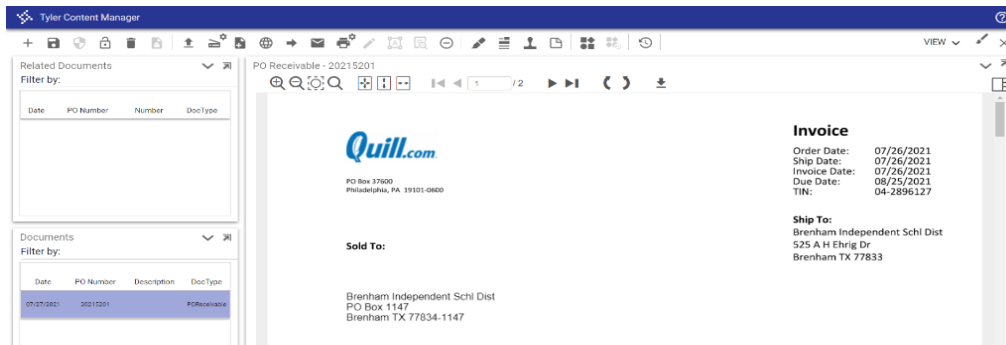 Tyler Content Manager
VIEW
Related Documents
Filter by:
Date PO Number Number DocType
PO Receivable - 20215201
1 /2
Quill.com
PO Box 37600
Philadelphia, PA 19101-0600
Invoice
Order Date: 07/26/2021
Ship Date: 07/26/2021
Invoice Date: 07/26/2021
Due Date: 08/25/2021
TIN: 04-2896127
Ship To:
Brenham Independent Schl Dist
525 A H Ehrig Dr
Brenham TX 77833
Sold To:
Brenham Independent Schl Dist
PO Box 1147
Brenham TX 77834-1147
Documents
Filter by:
Date PO Number Description DocType
07/27/2021 20215201 POReceivable